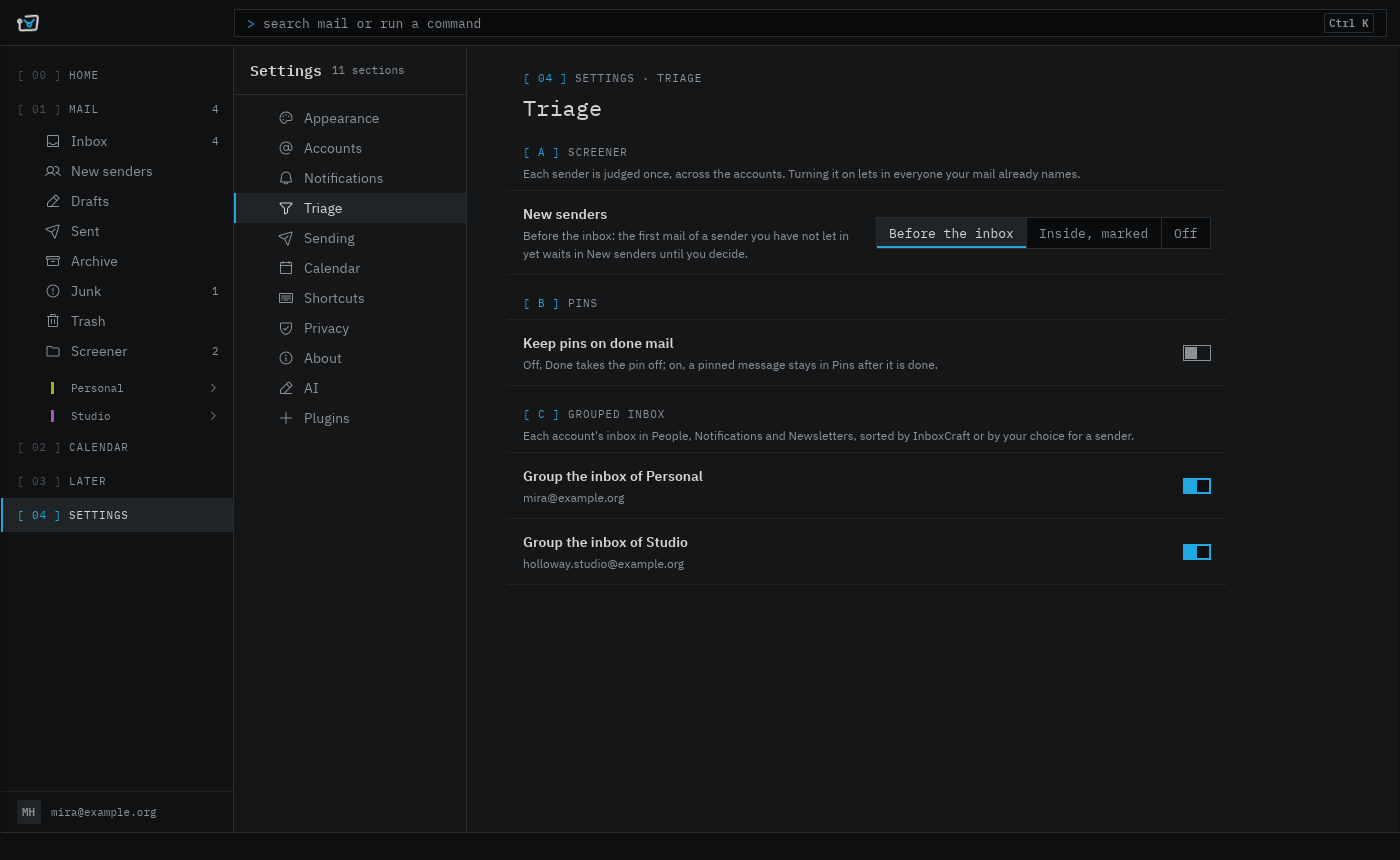 > search mail or run a command
Ctrl K
[ 00 ] HOME
[ 01 ] MAIL 4
Inbox 4
New senders
Drafts
Sent
Archive
Junk 1
Trash
Screener 2
Personal
Studio
[ 02 ] CALENDAR
[ 03 ] LATER
[ 04 ] SETTINGS
MH mira@example.org
Settings 11 sections
Appearance
Accounts
Notifications
Triage
Sending
Calendar
Shortcuts
Privacy
About
AI
Plugins
[ 04 ] SETTINGS · TRIAGE
Triage
[ A ] SCREENER
Each sender is judged once, across the accounts. Turning it on lets in everyone your mail already names.
New senders
Before the inbox: the first mail of a sender you have not let in
yet waits in New senders until you decide.
Before the inbox Inside, marked Off
[ B ] PINS
Keep pins on done mail
Off, Done takes the pin off; on, a pinned message stays in Pins after it is done.
[ C ] GROUPED INBOX
Each account's inbox in People, Notifications and Newsletters, sorted by InboxCraft or by your choice for a sender.
Group the inbox of Personal
mira@example.org
Group the inbox of Studio
holloway.studio@example.org